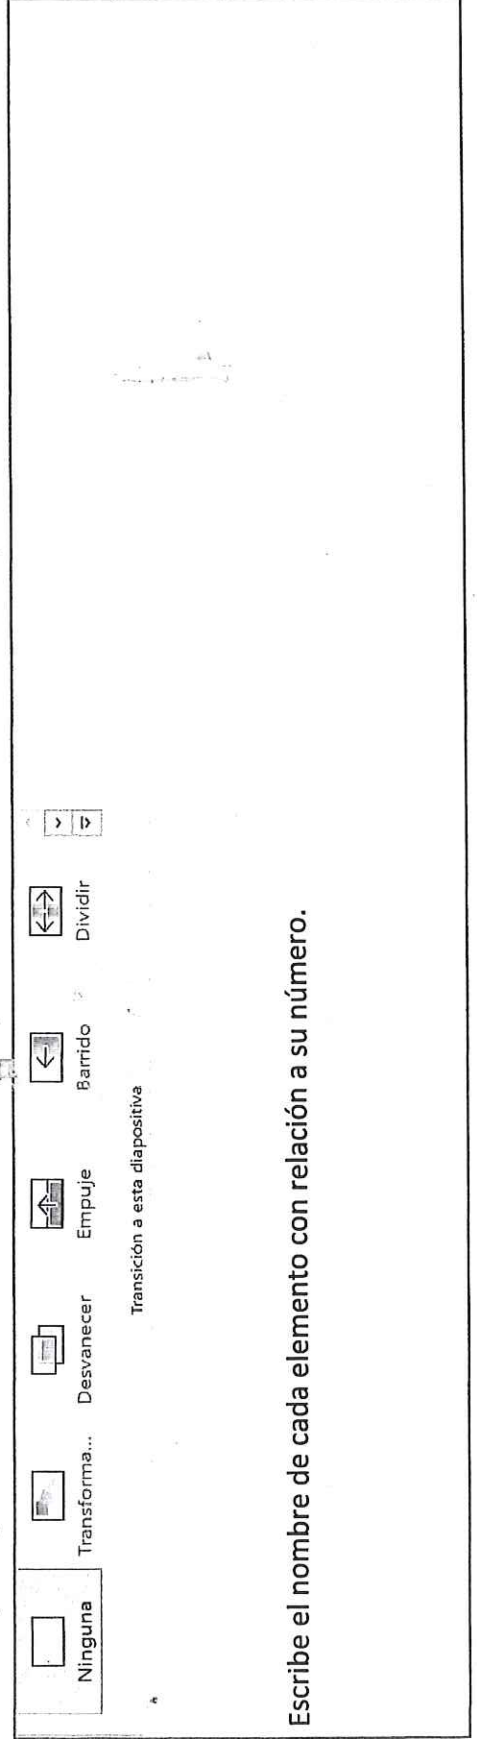 Ninguna
Transforma...
Desvanecer
Empuje
Barrido
Dividir
Transición a esta diapositiva
Escribe el nombre de cada elemento con relación a su número.